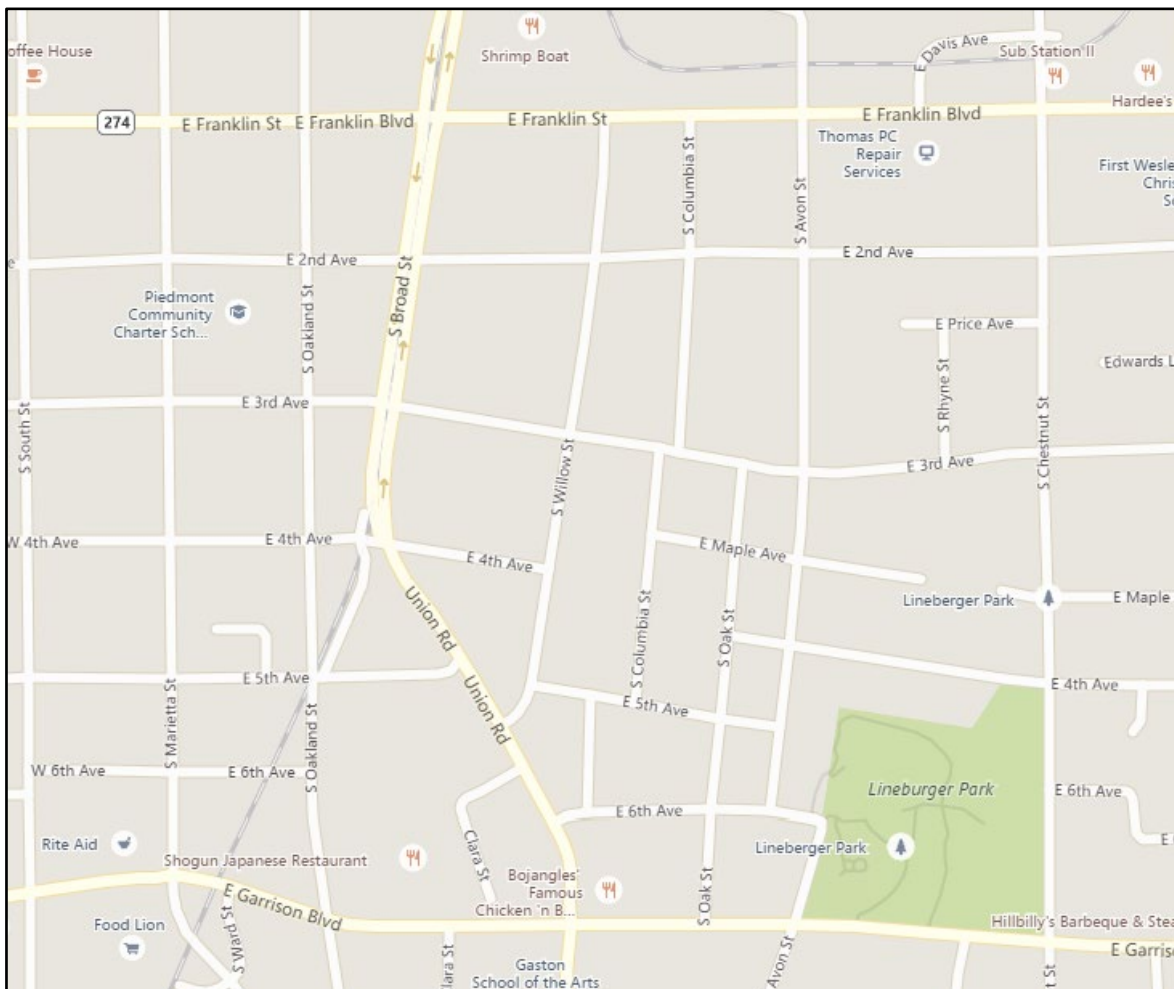 offee House
Shrimp Boat
E Davis Ave
Sub Station II
Hardee's
274
E Franklin St
E Franklin Blvd
E Franklin St
E Franklin Blvd
Thomas PC
Repair
Services
First Wesle
Chris
S Columbia St
S Avon St
E 2nd Ave
E 2nd Ave
S Oakland St
S Broad St
Piedmont
Community
Charter Sch...
E Price Ave
Edwards L
S Rhyne St
E 3rd Ave
S South St
S Willow St
E 3rd Ave
S Chestnut St
W 4th Ave
E 4th Ave
E 4th Ave
E Maple Ave
Lineberger Park
E Maple
Union Rd
S Columbia St
S Oak St
E 5th Ave
Union Rd
E 5th Ave
E 4th Ave
S Marietta St
S Oakland St
W 6th Ave
E 6th Ave
Lineburger Park
E 6th Ave
E 6th Ave
Rite Aid
Shogun Japanese Restaurant
Clara St
Lineberger Park
Bojangles'
Famous
Chicken 'n B...
E Garrison Blvd
S Oak St
Food Lion
S Ward St
Hillbilly's Barbeque & Stea
Clara St
Gaston
School of the Arts
Avon St
t St
E Garriso